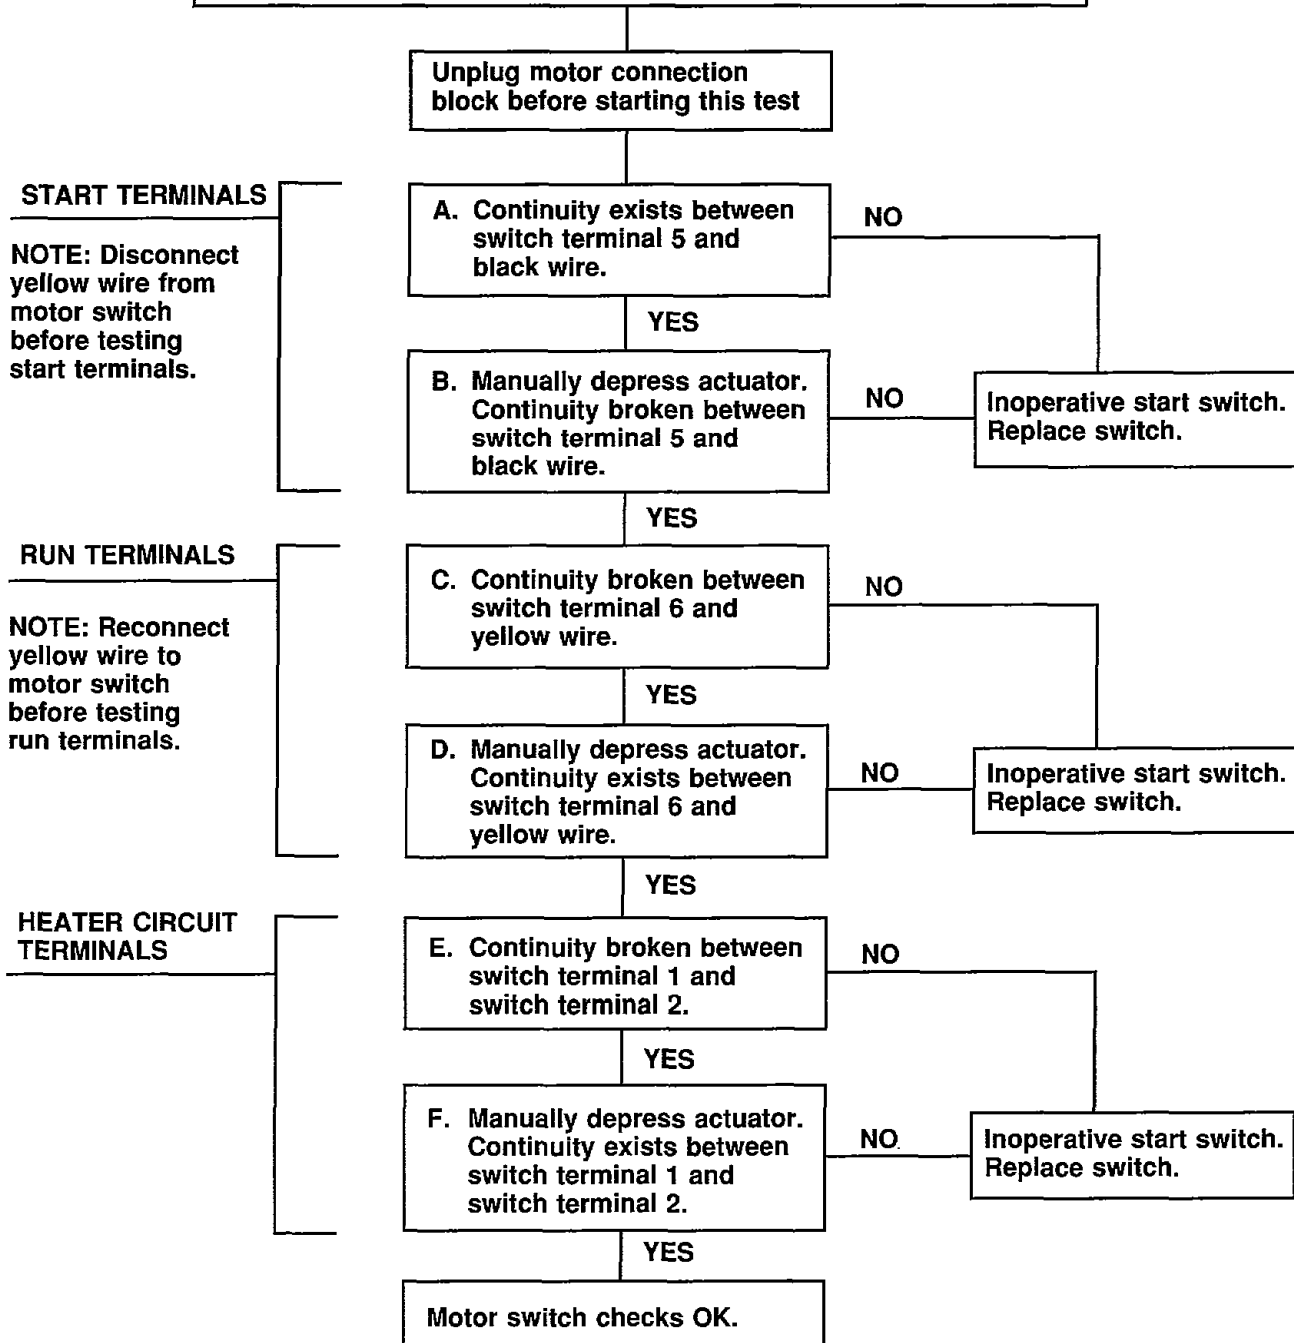 Unplug motor connection
block before starting this test
START TERMINALS
NOTE: Disconnect
yellow wire from
motor switch
before testing
start terminals.
A. Continuity exists between
switch terminal 5 and
black wire.
NO
YES
B. Manually depress actuator.
Continuity broken between
switch terminal 5 and
black wire.
NO
Inoperative start switch.
Replace switch.
YES
RUN TERMINALS
NOTE: Reconnect
yellow wire to
motor switch
before testing
run terminals.
C. Continuity broken between
switch terminal 6 and
yellow wire.
NO
YES
D. Manually depress actuator.
Continuity exists between
switch terminal 6 and
yellow wire.
NO
Inoperative start switch.
Replace switch.
YES
HEATER CIRCUIT
TERMINALS
E. Continuity broken between
switch terminal 1 and
switch terminal 2.
NO
YES
F. Manually depress actuator.
Continuity exists between
switch terminal 1 and
switch terminal 2.
NO
Inoperative start switch.
Replace switch.
YES
Motor switch checks OK.